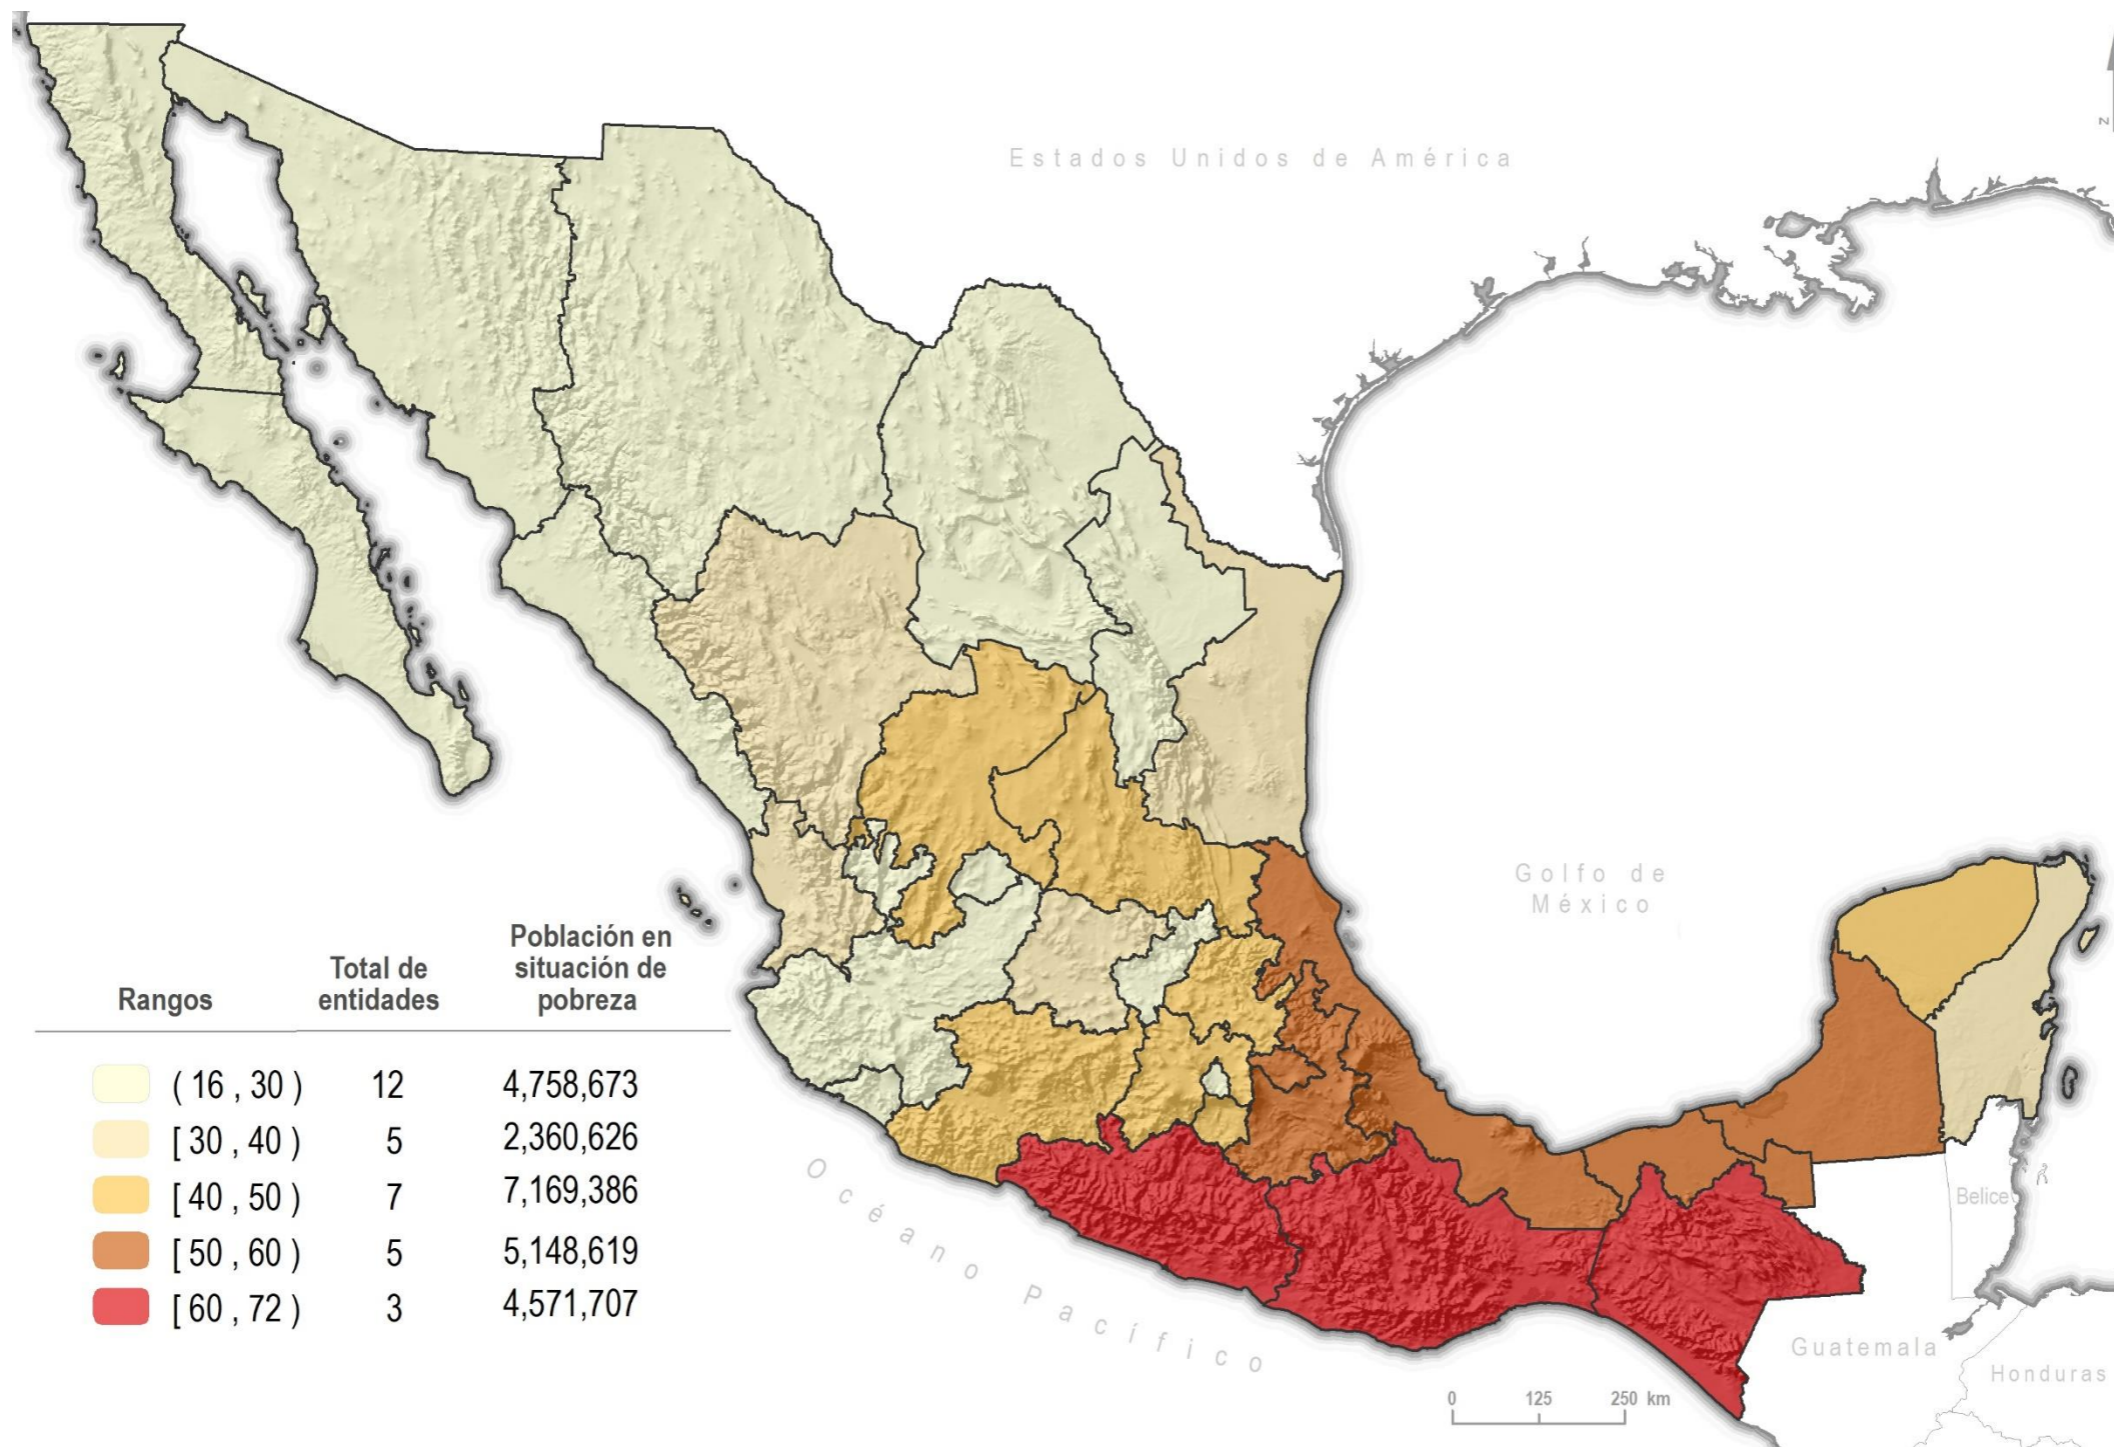 N
Estados Unidos de América
Golfo de
México
Rangos
Total de
entidades
Población en
situación de
pobreza
( 16 , 30 ) 12 4,758,673
[ 30 , 40 ) 5 2,360,626
[ 40 , 50 ) 7 7,169,386
[ 50 , 60 ) 5 5,148,619
[ 60 , 72 ) 3 4,571,707
Océano Pacífico
Belice
Guatemala
Honduras
0 125 250 km